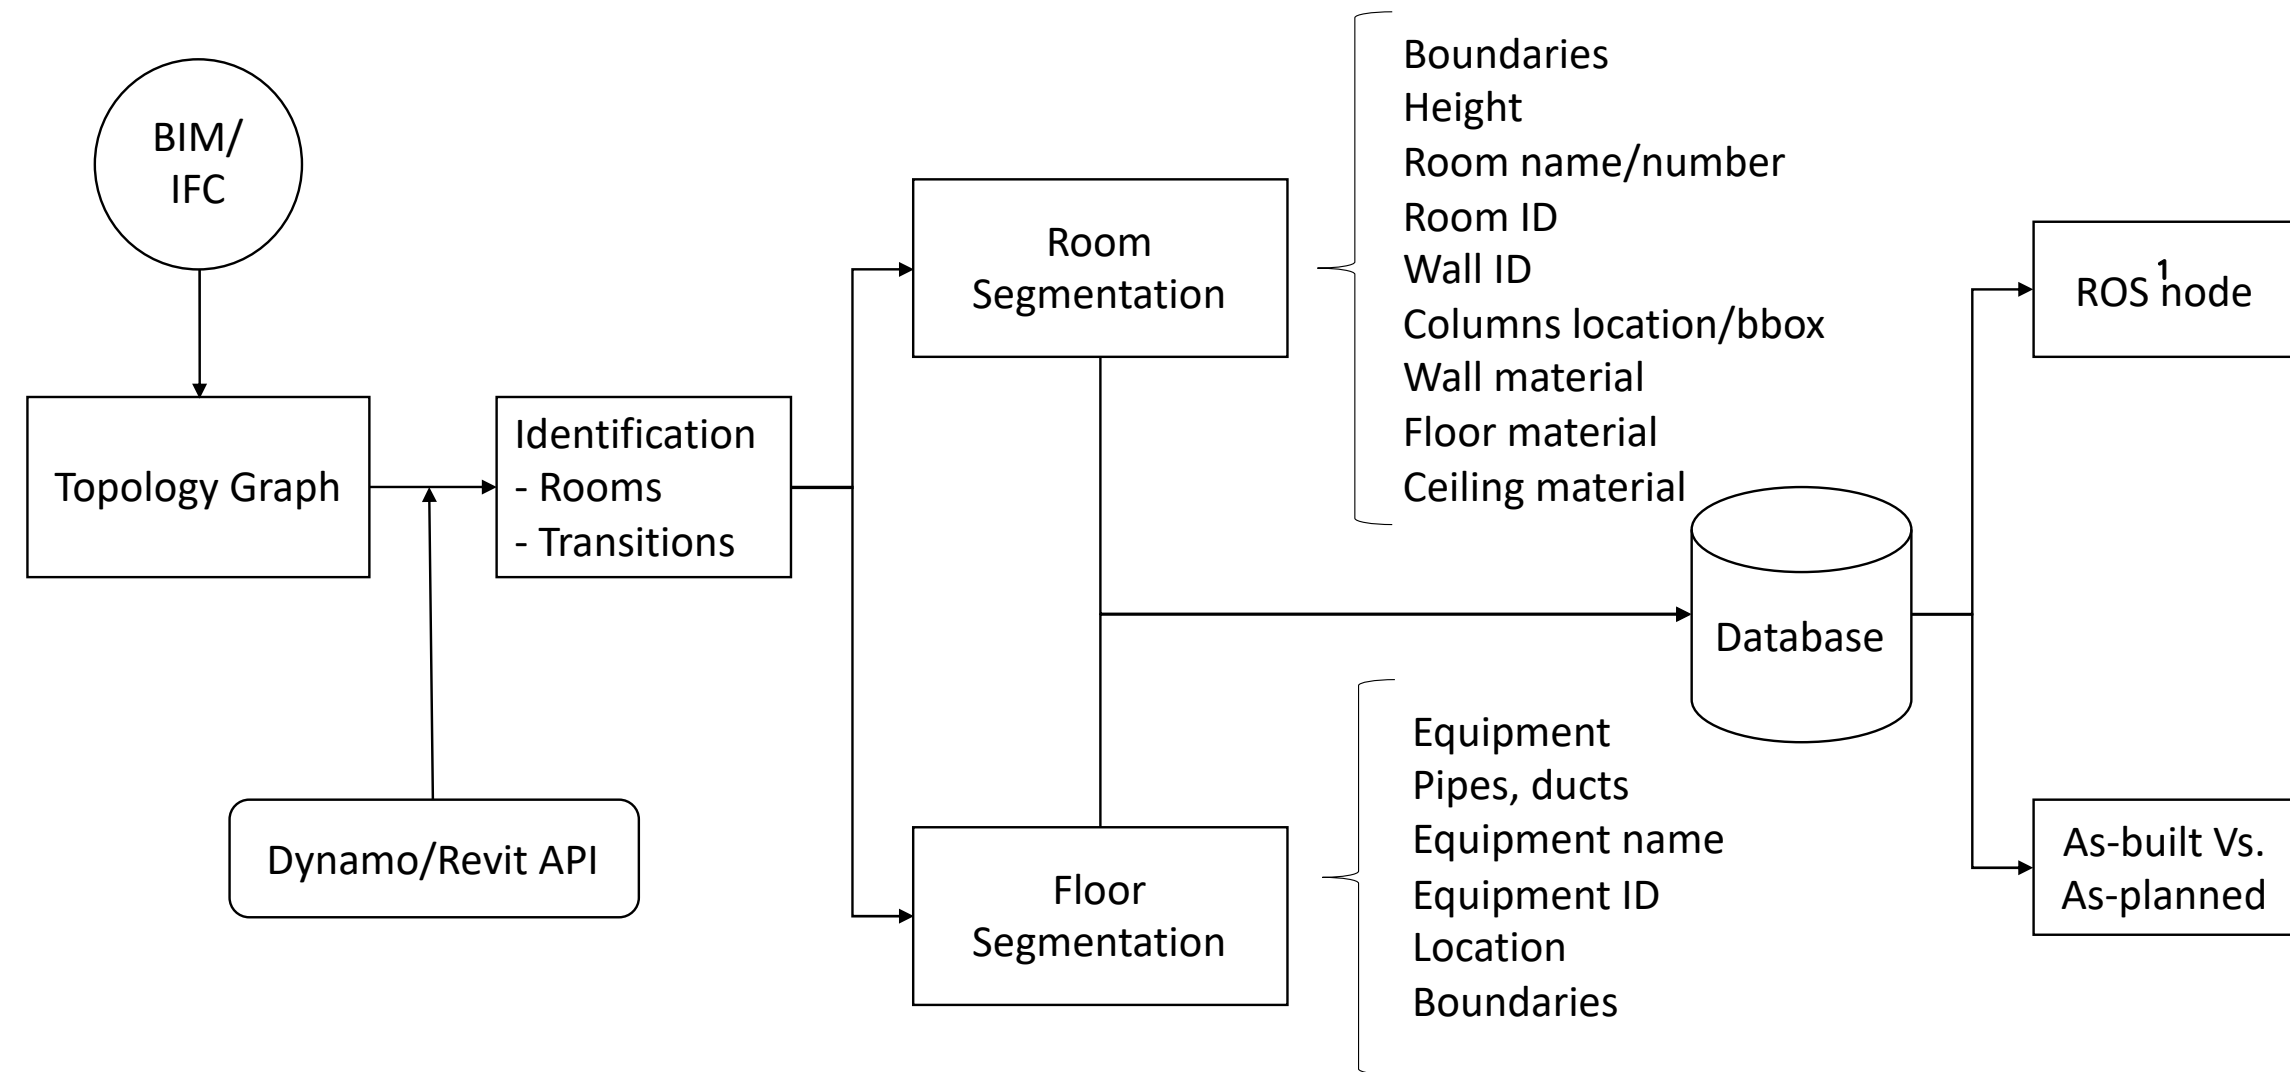 BIM/
IFC
Topology Graph
Identification
- Rooms
- Transitions
Dynamo/Revit API
Room
Segmentation
Boundaries
Height
Room name/number
Room ID
Wall ID
Columns location/bbox
Wall material
Floor material
Ceiling material
Floor
Segmentation
Equipment
Pipes, ducts
Equipment name
Equipment ID
Location
Boundaries
Database
ROS¹ node
As-built Vs.
As-planned